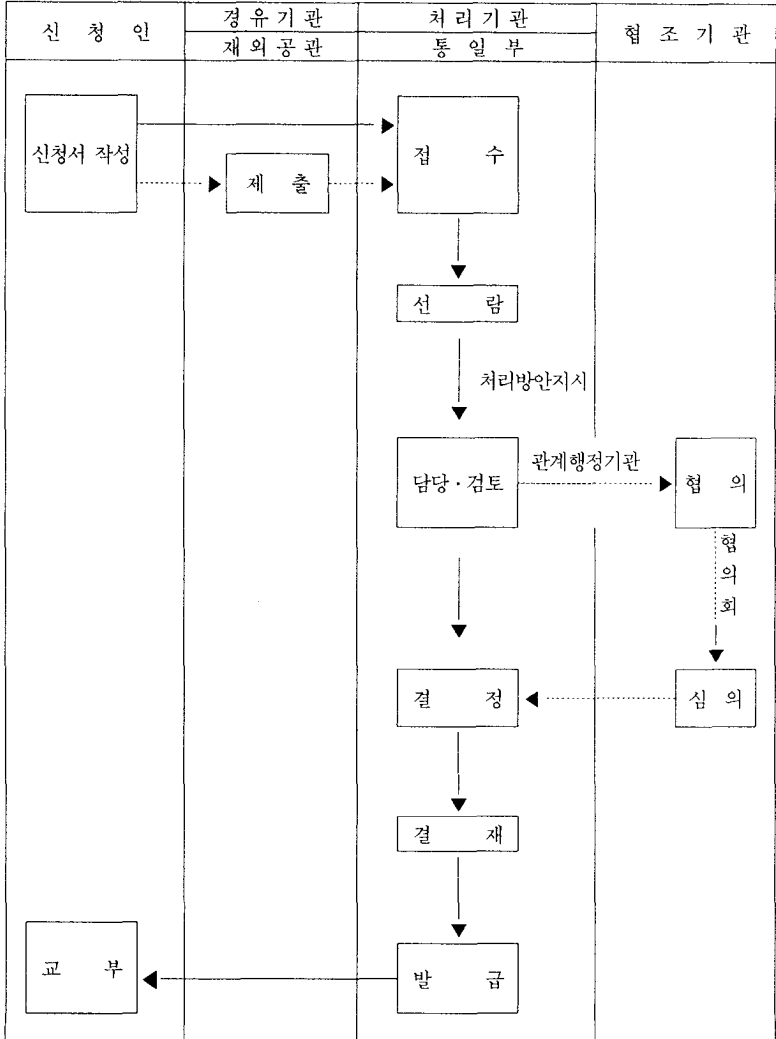 신 청 인
경 유 기 관
재 외 공 관
처 리 기 관
통 일 부
협 조 기 관
신청서 작성
제 출
접 수
선 람
처리방안지시
담당·검토
관계행정기관
협 의
협의회
심 의
결 정
결 재
발 급
교 부